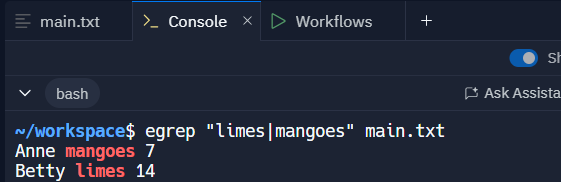 main.txt Console Workflows
Sh
bash Ask Assista
~/workspace$ egrep "limes|mangoes" main.txt
Anne mangoes 7
Betty limes 14